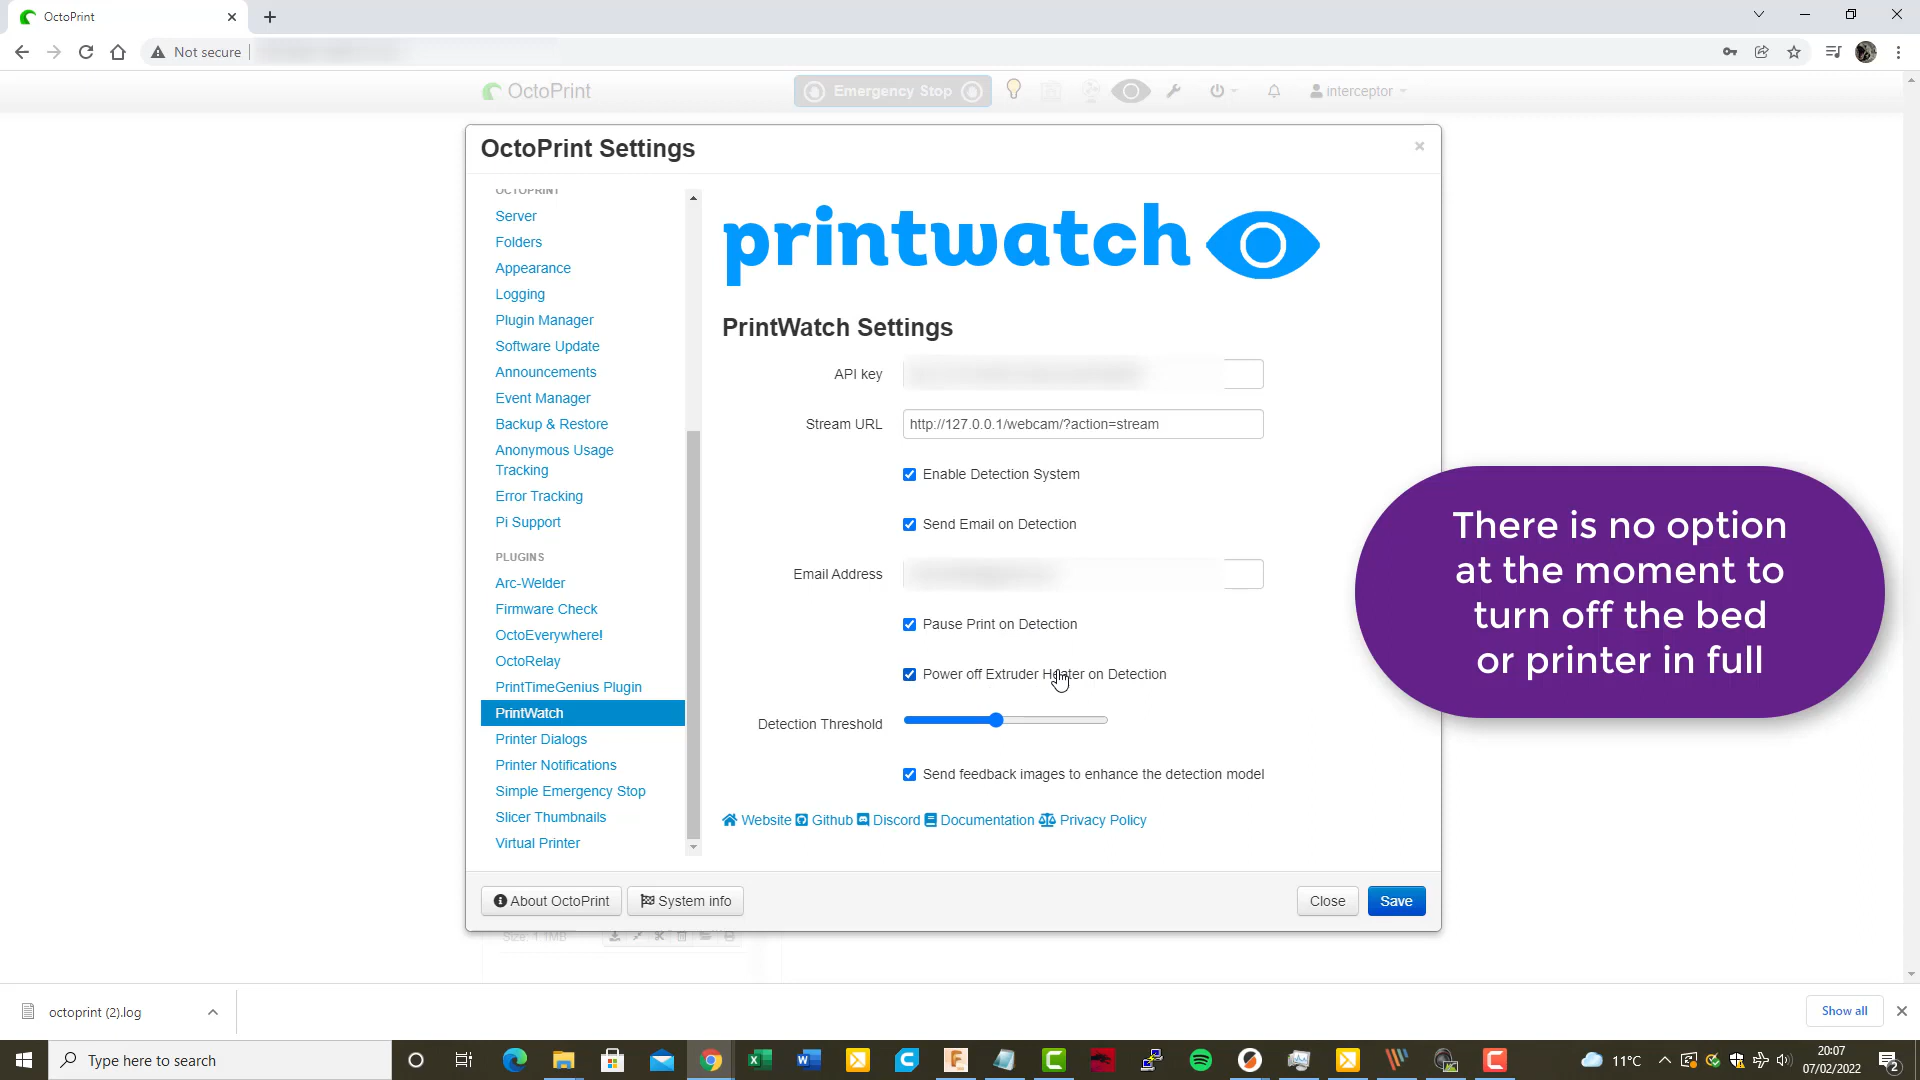 OctoPrint
Not secure
OctoPrint
Emergency Stop
interceptor
OctoPrint Settings
OCTOPRINT
Server
Folders
Appearance
Logging
Plugin Manager
Software Update
Announcements
Event Manager
Backup & Restore
Anonymous Usage
Tracking
Error Tracking
Pi Support
PLUGINS
Arc-Welder
Firmware Check
OctoEverywhere!
OctoRelay
PrintTimeGenius Plugin
PrintWatch
Printer Dialogs
Printer Notifications
Simple Emergency Stop
Slicer Thumbnails
Virtual Printer
printwatch
PrintWatch Settings
API key
Stream URL http://127.0.0.1/webcam/?action=stream
Enable Detection System
Send Email on Detection
Email Address
Pause Print on Detection
Power off Extruder Heater on Detection
Detection Threshold
Send feedback images to enhance the detection model
Website Github Discord Documentation Privacy Policy
There is no option
at the moment to
turn off the bed
or printer in full
About OctoPrint System info Close Save
Size: 1.1MB
octoprint (2).log
Show all
Type here to search
11°C
20:07
07/02/2022
2